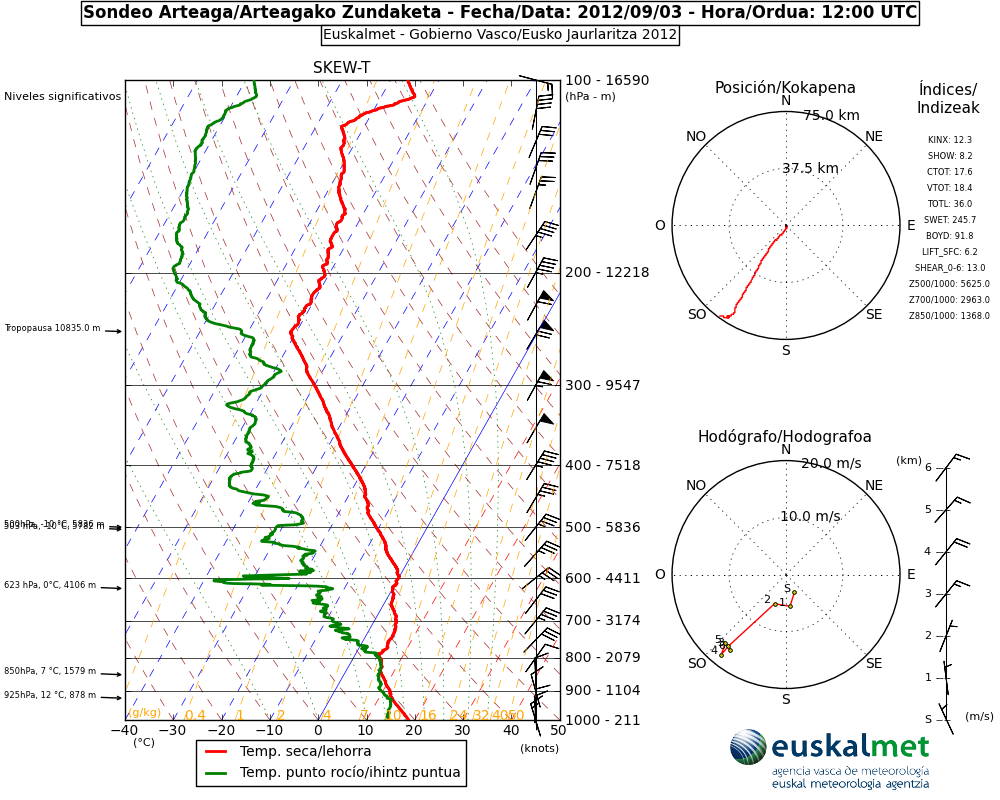 Sondeo Arteaga/Arteagako Zundaketa - Fecha/Data: 2012/09/03 - Hora/Ordua: 12:00 UTC
Euskalmet - Gobierno Vasco/Eusko Jaurlaritza 2012
SKEW-T
Niveles significativos
Tropopausa 10835.0 m
623 hPa, 0°C, 4106 m
850hPa, 7 °C, 1579 m
925hPa, 12 °C, 878 m
100 - 16590
(hPa - m)
200 - 12218
300 - 9547
400 - 7518
500 - 5836
600 - 4411
700 - 3174
800 - 2079
900 - 1104
1000 - 211
(g/kg) 0.4 1 2 4 7 10 16 24 32 40 50
−40 −30 −20 −10 0 10 20 30 40 50
(°C)
(knots)
Temp. seca/lehorra
Temp. punto rocío/ihintz puntua
Posición/Kokapena
N
75.0 km
NO NE
37.5 km
O E
SO SE
S
Índices/
Indizeak
KINX: 12.3
SHOW: 8.2
CTOT: 17.6
VTOT: 18.4
TOTL: 36.0
SWET: 245.7
BOYD: 91.8
LIFT_SFC: 6.2
SHEAR_0-6: 13.0
Z500/1000: 5625.0
Z700/1000: 2963.0
Z850/1000: 1368.0
Hodógrafo/Hodografoa
N
20.0 m/s
NO NE
10.0 m/s
O E
S
2 1
5
4
SO SE
S
(km)
6
5
4
3
2
1
S
(m/s)
euskalmet
agencia vasca de meteorología
euskal meteorologia agentzia